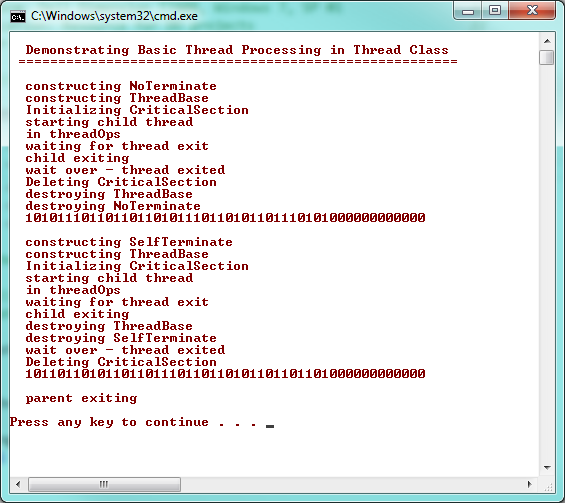 C:\Windows\system32\cmd.exe
Demonstrating Basic Thread Processing in Thread Class
=======================================================
constructing NoTerminate
constructing ThreadBase
Initializing CriticalSection
starting child thread
in threadOps
waiting for thread exit
child exiting
wait over - thread exited
Deleting CriticalSection
destroying ThreadBase
destroying NoTerminate
10101110110110110101110110101101110101000000000000
constructing SelfTerminate
constructing ThreadBase
Initializing CriticalSection
starting child thread
in threadOps
waiting for thread exit
child exiting
destroying ThreadBase
destroying SelfTerminate
wait over - thread exited
Deleting CriticalSection
10110110101101101110110110101101101101000000000000
parent exiting
Press any key to continue . . .